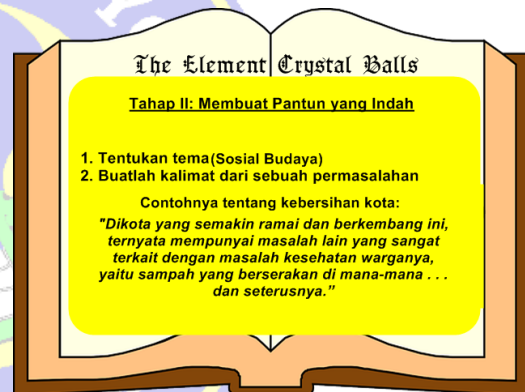 The Element Crystal Balls
Tahap II: Membuat Pantun yang Indah
1. Tentukan tema(Sosial Budaya)
2. Buatlah kalimat dari sebuah permasalahan
Contohnya tentang kebersihan kota:
"Dikota yang semakin ramai dan berkembang ini,
ternyata mempunyai masalah lain yang sangat
terkait dengan masalah kesehatan warganya,
yaitu sampah yang berserakan di mana-mana . . .
dan seterusnya.”